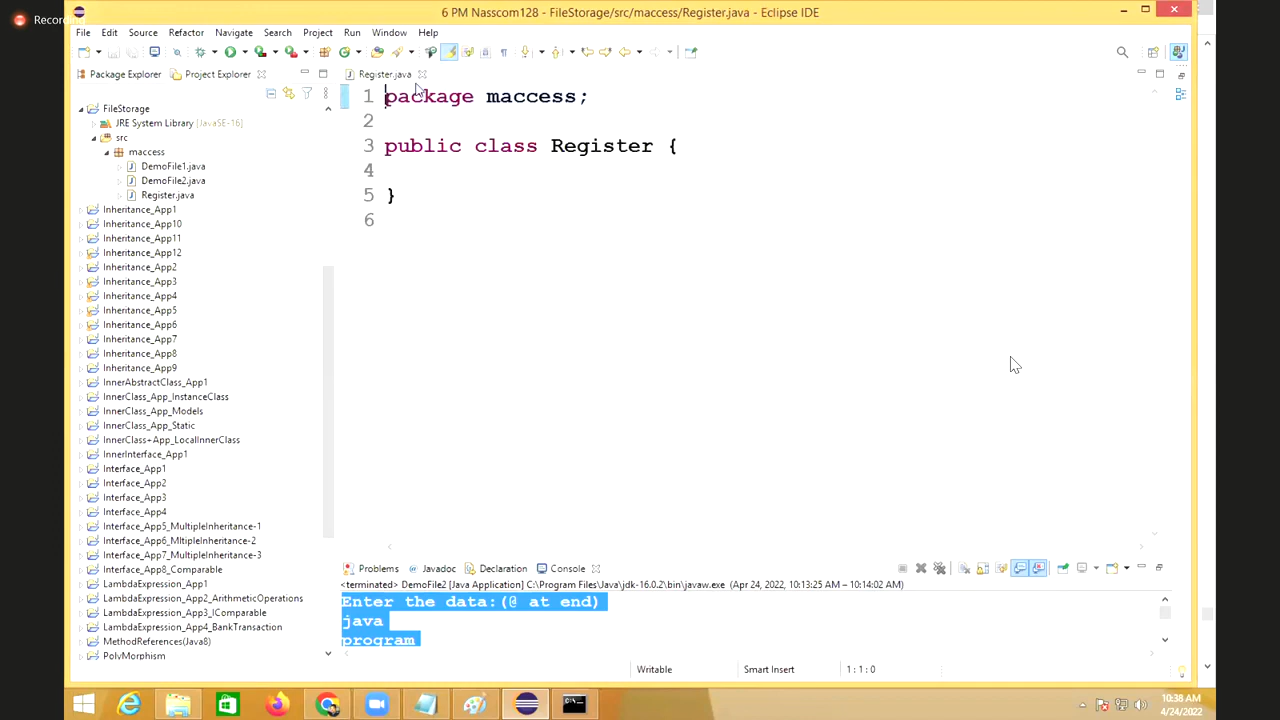 Recording
6 PM Nasscom128 - FileStorage/src/maccess/Register.java - Eclipse IDE
File Edit Source Refactor Navigate Search Project Run Window Help
Package Explorer Project Explorer
Register.java
FileStorage
JRE System Library [JavaSE-16]
src
maccess
DemoFile1.java
DemoFile2.java
Register.java
Inheritance_App1
Inheritance_App10
Inheritance_App11
Inheritance_App12
Inheritance_App2
Inheritance_App3
Inheritance_App4
Inheritance_App5
Inheritance_App6
Inheritance_App7
Inheritance_App8
Inheritance_App9
InnerAbstractClass_App1
InnerClass_App_InstanceClass
InnerClass_App_Models
InnerClass_App_Static
InnerClass+App_LocalInnerClass
InnerInterface_App1
Interface_App1
Interface_App2
Interface_App3
Interface_App4
Interface_App5_MultipleInheritance-1
Interface_App6_MltipleInheritance-2
Interface_App7_MultipleInheritance-3
Interface_App8_Comparable
LambdaExpression_App1
LambdaExpression_App2_ArithmeticOperations
LambdaExpression_App3_IComparable
LambdaExpression_App4_BankTransaction
MethodReferences(Java8)
PolyMorphism
1 package maccess;
2
3 public class Register {
4
5 }
6
Problems @ Javadoc Declaration Console
<terminated> DemoFile2 [Java Application] C:\Program Files\Java\jdk-16.0.2\bin\javaw.exe (Apr 24, 2022, 10:13:25 AM – 10:14:02 AM)
Enter the data:(@ at end)
java
program
Writable Smart Insert 1 : 1 : 0
10:38 AM
4/24/2022